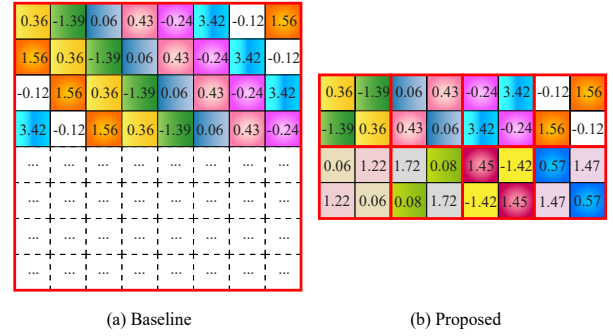 0.36 -1.39 0.06 0.43 -0.24 3.42 -0.12 1.56
1.56 0.36 -1.39 0.06 0.43 -0.24 3.42 -0.12
-0.12 1.56 0.36 -1.39 0.06 0.43 -0.24 3.42
3.42 -0.12 1.56 0.36 -1.39 0.06 0.43 -0.24
... ... ... ... ... ... ... ...
... ... ... ... ... ... ... ...
... ... ... ... ... ... ... ...
... ... ... ... ... ... ... ...
(a) Baseline
0.36 -1.39 0.06 0.43 -0.24 3.42 -0.12 1.56
-1.39 0.36 0.43 0.06 3.42 -0.24 1.56 -0.12
0.06 1.22 1.72 0.08 1.45 -1.42 0.57 1.47
1.22 0.06 0.08 1.72 -1.42 1.45 1.47 0.57
(b) Proposed